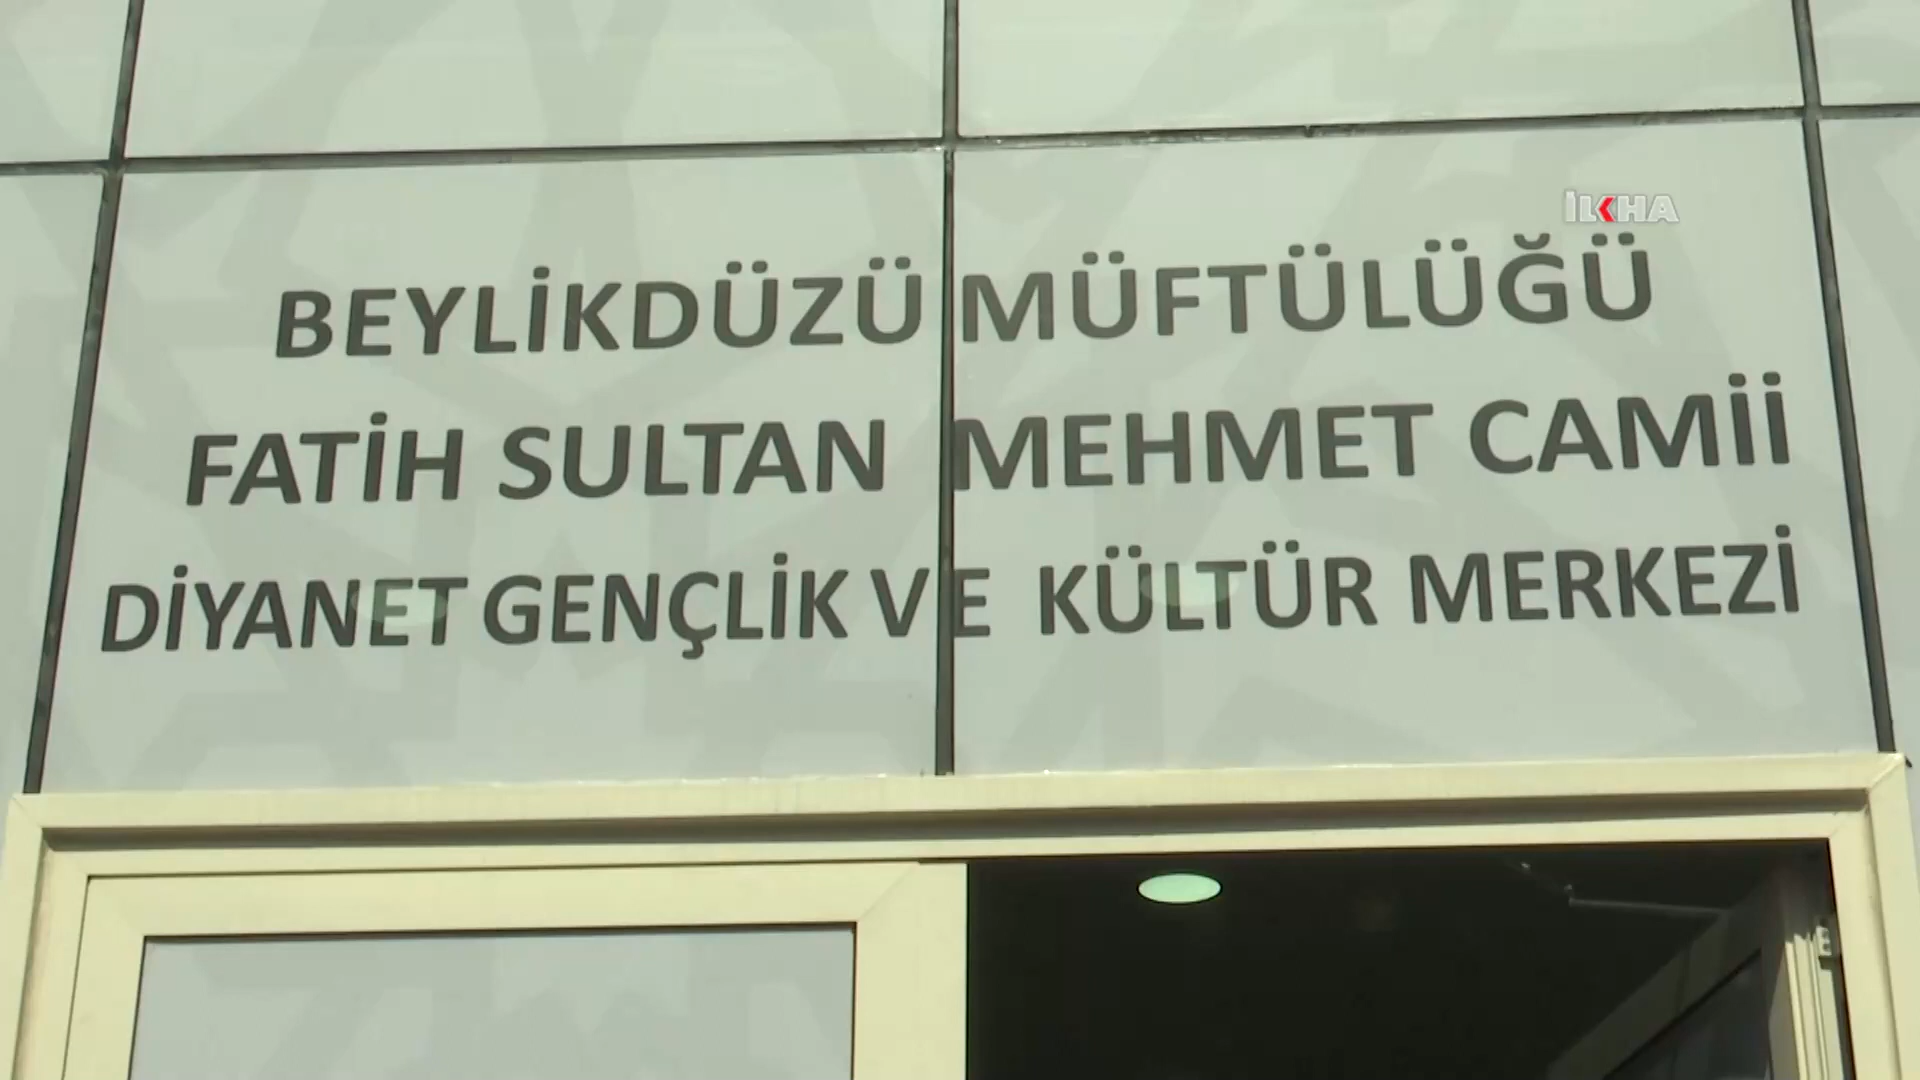 İLKHA
BEYLİKDÜZÜ MÜFTÜLÜĞÜ
FATİH SULTAN MEHMET CAMİİ
DİYANET GENÇLİK VE KÜLTÜR MERKEZİ